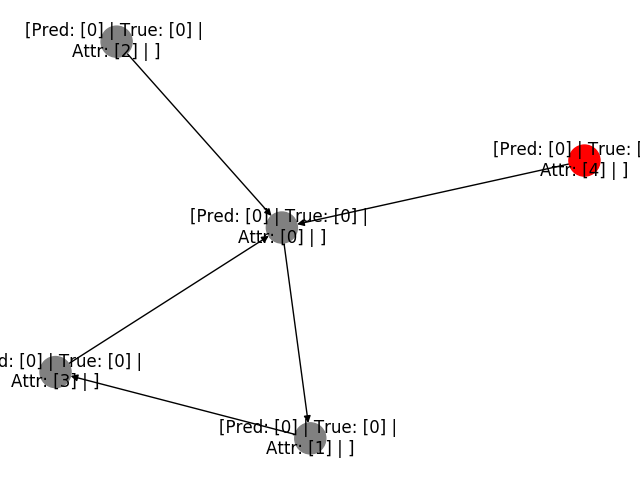 [Pred: [0] | True: [0] |
Attr: [2] | ]
[Pred: [0] | True: [
Attr: [4] | ]
[Pred: [0] | True: [0] |
Attr: [0] | ]
d: [0] | True: [0] |
Attr: [3] | ]
[Pred: [0] | True: [0] |
Attr: [1] | ]